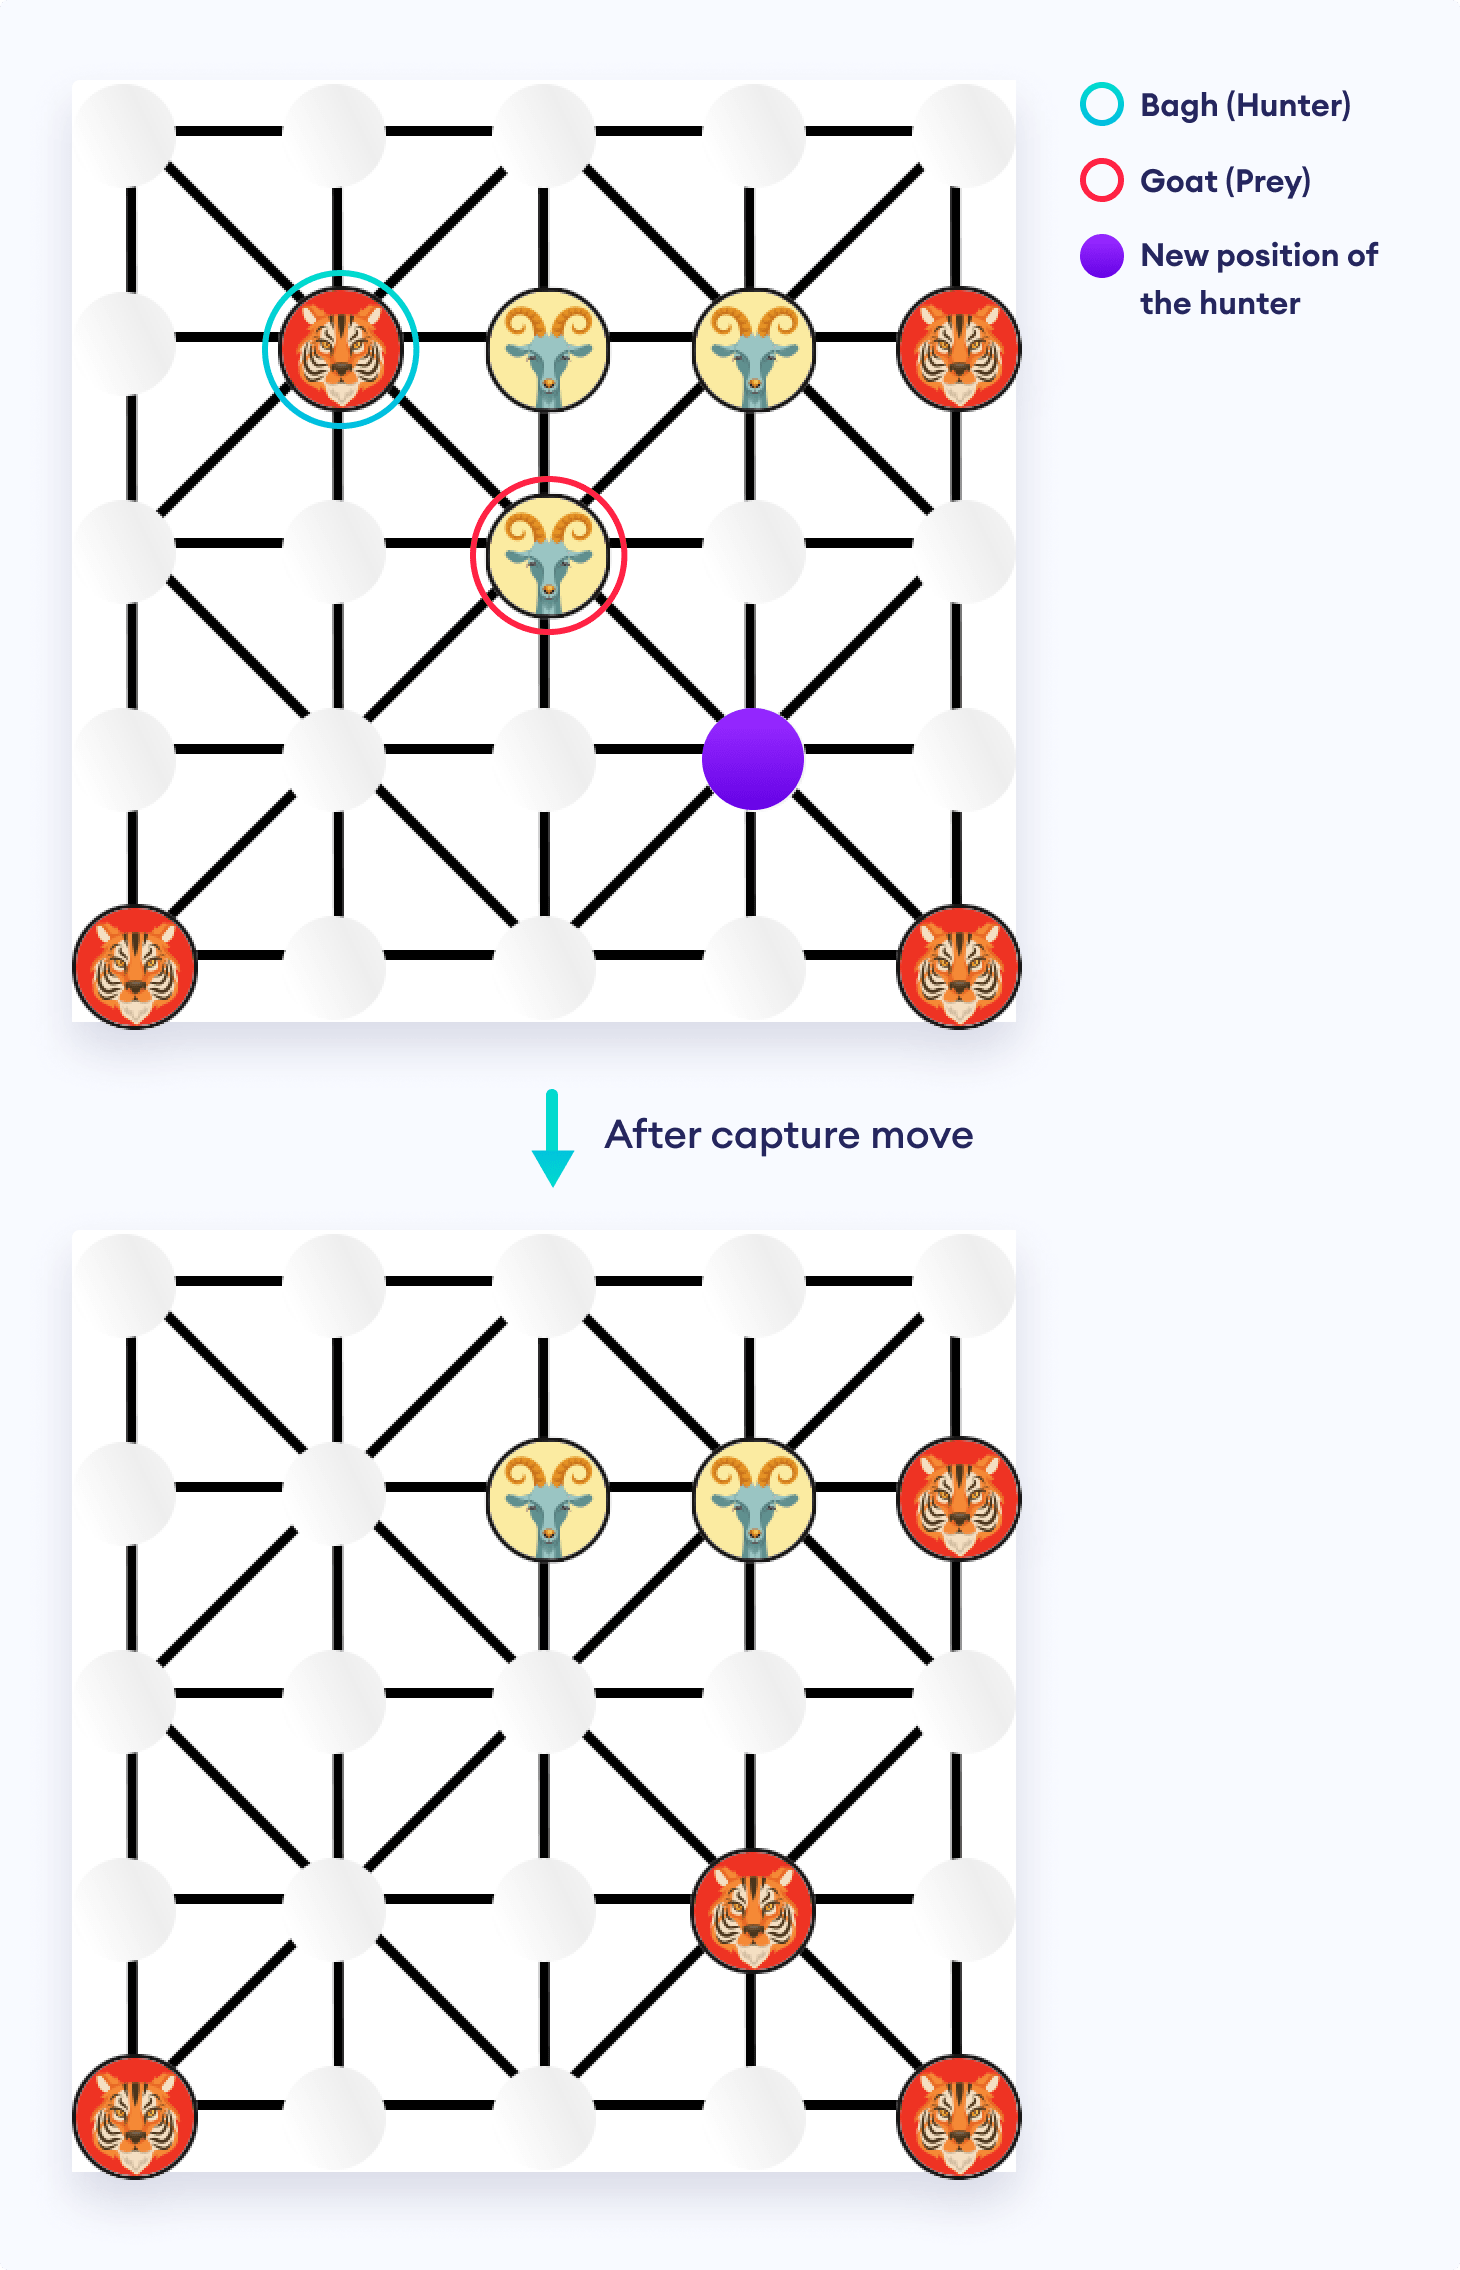 Bagh (Hunter)
Goat (Prey)
New position of
the hunter
After capture move